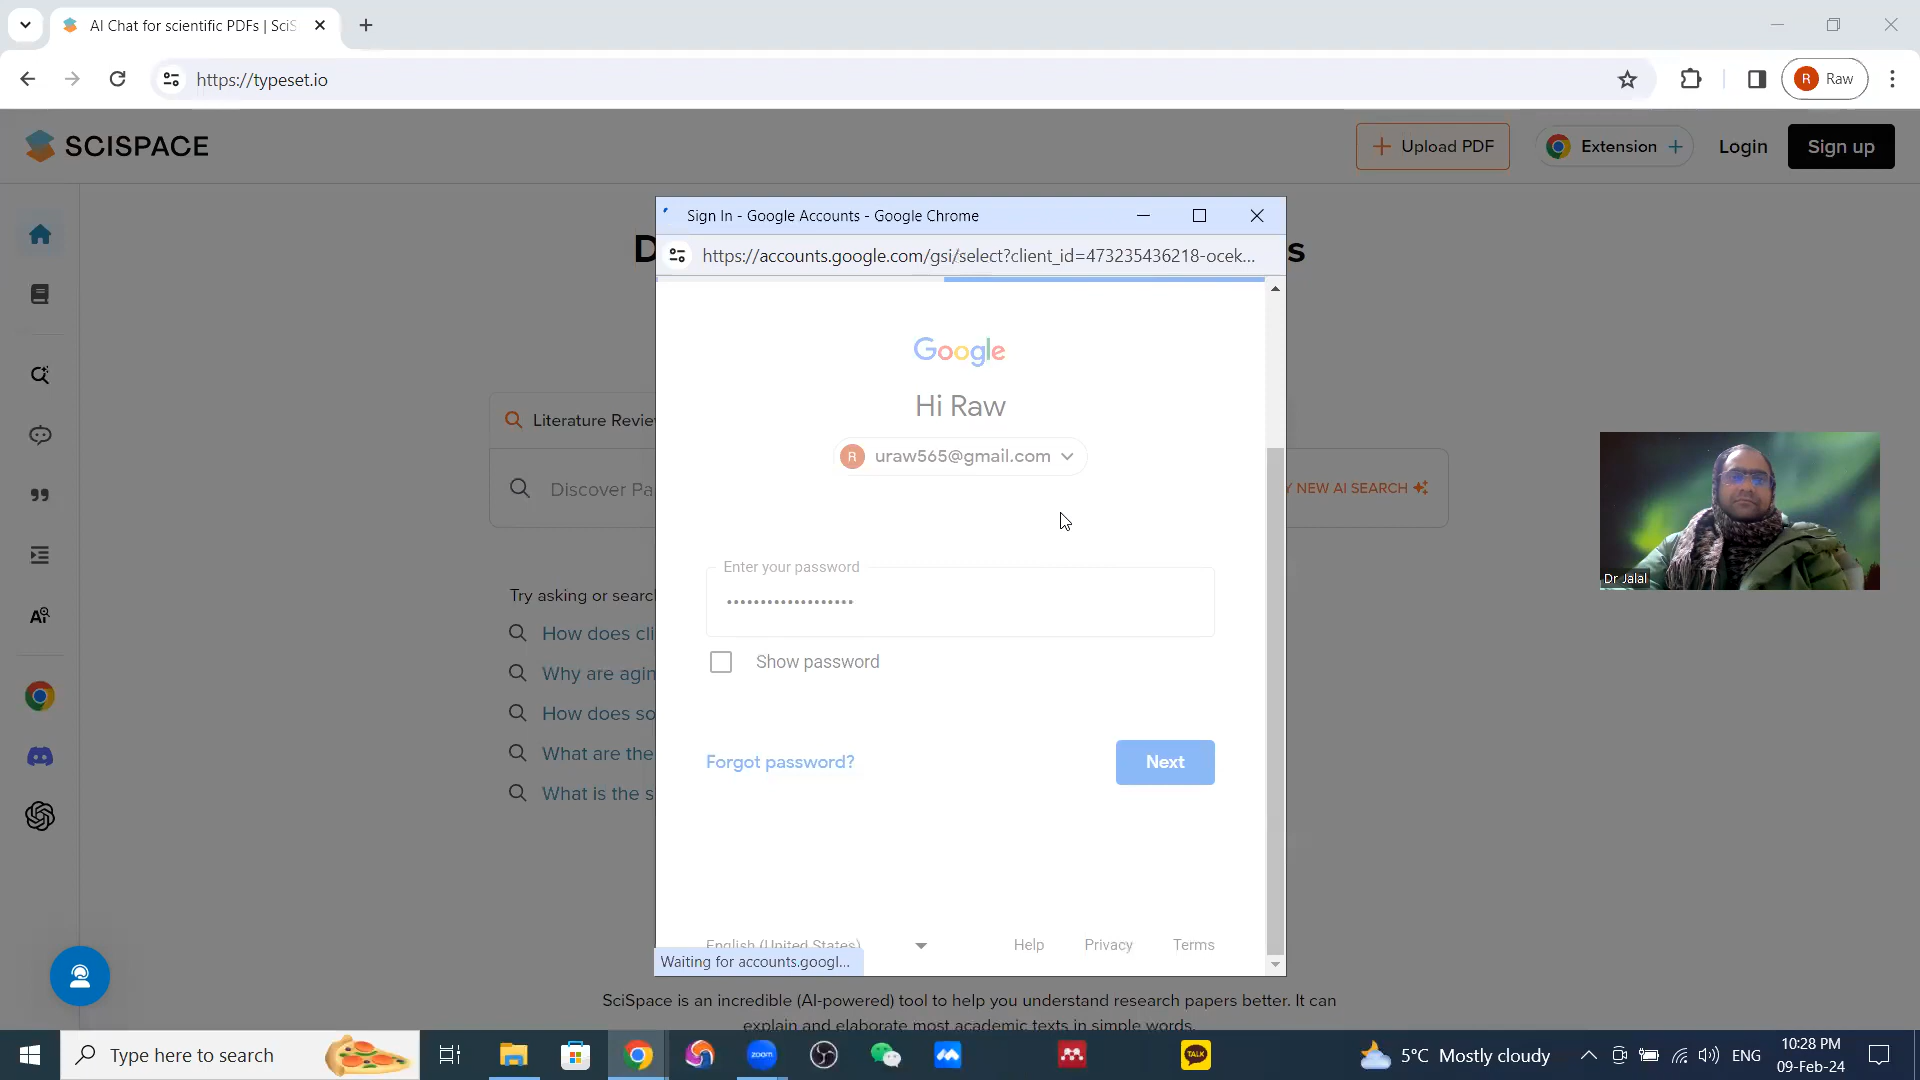 AI Chat for scientific PDFs | SciS
https://typeset.io
R Raw
SCISPACE
Upload PDF
Extension
Login
Sign up
D
s
Sign In - Google Accounts - Google Chrome
https://accounts.google.com/gsi/select?client_id=473235436218-ocek...
Google
Hi Raw
R uraw565@gmail.com
Literature Revie
Discover Pa
Y NEW AI SEARCH
Enter your password
•••••••••••••••••••
Show password
Try asking or searc
How does cli
Why are agin
How does so
What are the
What is the s
Forgot password?
Next
Dr Jalal
English (United States)
Help
Privacy
Terms
Waiting for accounts.googl...
SciSpace is an incredible (AI-powered) tool to help you understand research papers better. It can
explain and elaborate most academic texts in simple words.
Type here to search
zoom
TALK
5°C Mostly cloudy
ENG
10:28 PM
09-Feb-24